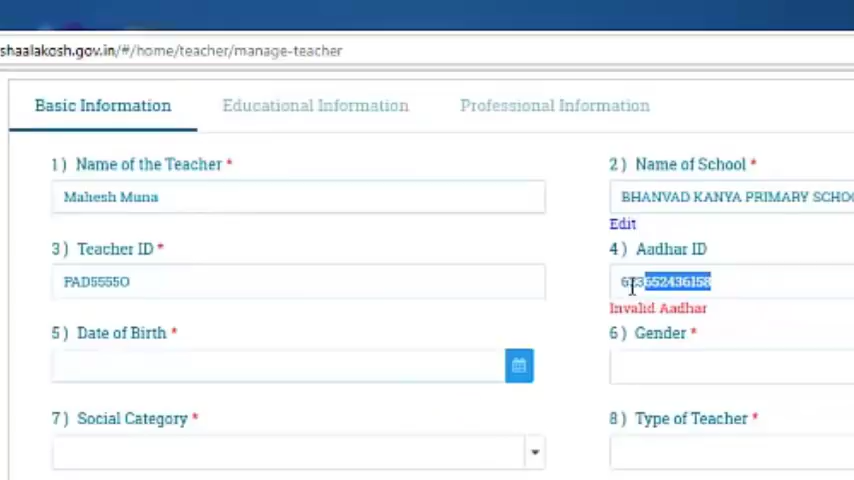 shaalakosh.gov.in/#/home/teacher/manage-teacher
Basic Information Educational Information Professional Information
1 ) Name of the Teacher * 2 ) Name of School *
Mahesh Muna BHANVAD KANYA PRIMARY
Edit
3 ) Teacher ID * 4 ) Aadhar ID
PAD5555O
Invalid Aadhar
5 ) Date of Birth * 6 ) Gender *
7 ) Social Category * 8 ) Type of Teacher *